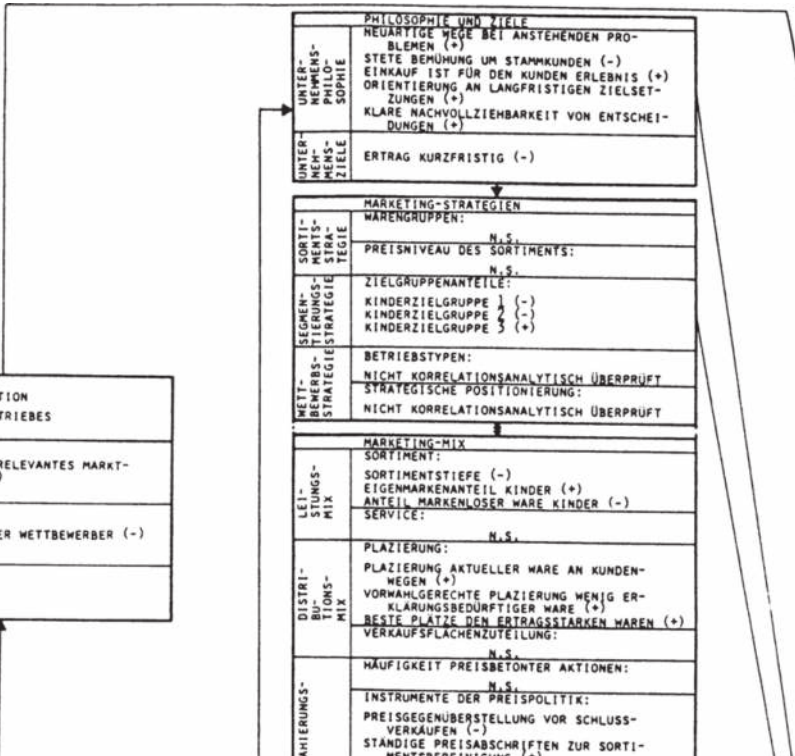 PHILOSOPHIE UND ZIELE
UNTER-
NEHMENS-
PHILO-
SOPHIE
NEUARTIGE WEGE BEI ANSTEHENDEN PRO-
BLEMEN (+)
STETE BEMÜHUNG UM STAMMKUNDEN (-)
EINKAUF IST FÜR DEN KUNDEN ERLEBNIS (+)
ORIENTIERUNG AN LANGFRISTIGEN ZIELSET-
ZUNGEN (+)
KLARE NACHVOLLZIEHBARKEIT VON ENTSCHEI-
DUNGEN (+)
UNTER-
NEH-
MENS-
ZIELE
ERTRAG KURZFRISTIG (-)
MARKETING-STRATEGIEN
SORTI-
MENTS-
STRA-
TEGIE
WARENGRUPPEN:
N.S.
PREISNIVEAU DES SORTIMENTS:
N.S.
SEGMEN-
TIERUNGS-
STRATEGIE
ZIELGRUPPENANTEILE:
KINDERZIELGRUPPE 1 (-)
KINDERZIELGRUPPE 2 (-)
KINDERZIELGRUPPE 3 (+)
WETT-
BEWERBS-
STRATEGIE
BETRIEBSTYPEN:
NICHT KORRELATIONSANALYTISCH ÜBERPRÜFT
STRATEGISCHE POSITIONIERUNG:
NICHT KORRELATIONSANALYTISCH ÜBERPRÜFT
TION
TRIEBES
RELEVANTES MARKT-
)
ER WETTBEWERBER (-)
MARKETING-MIX
LEI-
STUNGS-
MIX
SORTIMENT:
SORTIMENTSTIEFE (-)
EIGENMARKENANTEIL KINDER (+)
ANTEIL MARKENLOSER WARE KINDER (-)
SERVICE:
N.S.
DISTRI-
BU-
TIONS-
MIX
PLAZIERUNG:
PLAZIERUNG AKTUELLER WARE AN KUNDEN-
WEGEN (+)
VORWAHLGERECHTE PLAZIERUNG WENIG ER-
KLÄRUNGSBEDÜRFTIGER WARE (+)
BESTE PLÄTZE DEN ERTRAGSSTARKEN WAREN (+)
VERKAUFSFLÄCHENZUTEILUNG:
N.S.
AHIERUNGS-
HÄUFIGKEIT PREISBETONTER AKTIONEN:
N.S.
INSTRUMENTE DER PREISPOLITIK:
PREISGEGENÜBERSTELLUNG VOR SCHLUSS-
VERKÄUFEN (-)
STÄNDIGE PREISABSCHRIFTEN ZUR SORTI-
MENTSBEREINIGUNG (+)